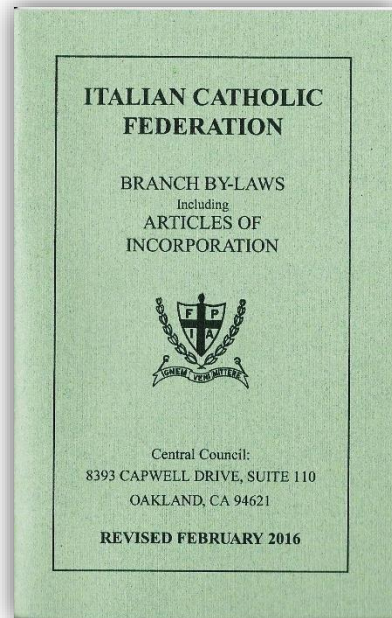 ITALIAN CATHOLIC
FEDERATION
BRANCH BY-LAWS
Including
ARTICLES OF
INCORPORATION
F P
I A
IGNEM VENI MITTERE
Central Council:
8393 CAPWELL DRIVE, SUITE 110
OAKLAND, CA 94621
REVISED FEBRUARY 2016